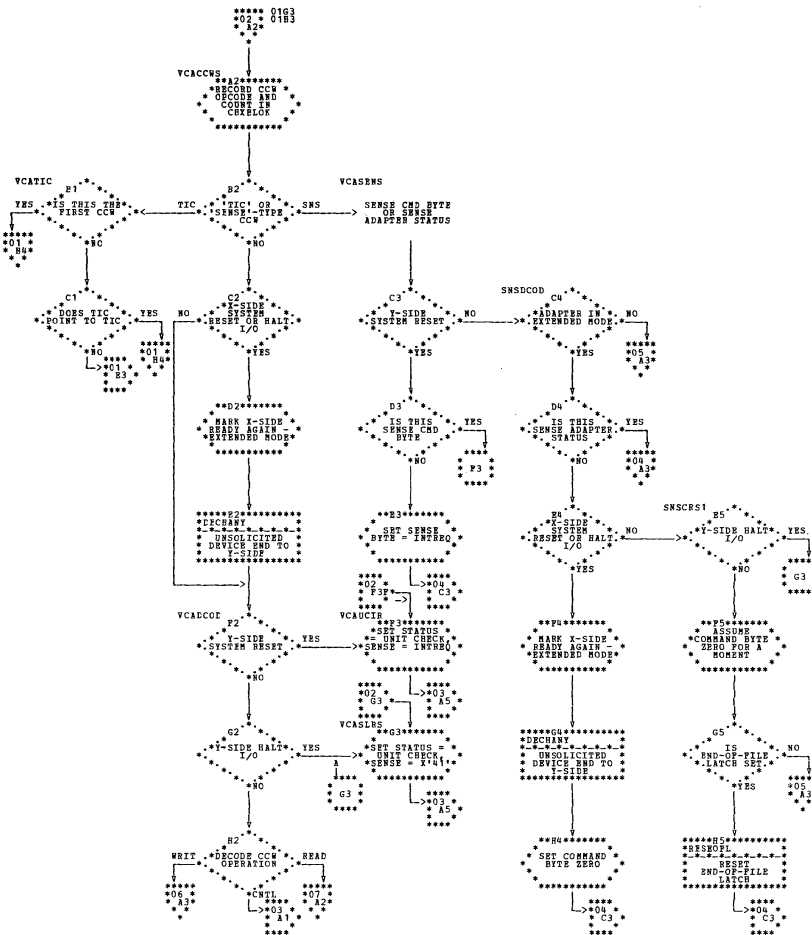 02 A2
01G3
01B3
VCACCWS
A2
RECORD CCW
OPCODE AND
COUNT IN
CHXBLOK
VCATIC
B1
IS THIS THE
FIRST CCW
YES
NO
01 H4
TIC
B2
'TIC' OR
'SENSE'-TYPE
CCW
SNS
NO
VCASENS
SENSE CMD BYTE
OR SENSE
ADAPTER STATUS
C1
DOES TIC
POINT TO TIC
YES
NO
01 H4
01 E3
NO
C2
X-SIDE
SYSTEM
RESET OR HALT
I/O
YES
C3
Y-SIDE
SYSTEM RESET
NO
YES
SNSDCOD
C4
ADAPTER IN
EXTENDED MODE
NO
YES
05 A3
D2
MARK X-SIDE
READY AGAIN -
EXTENDED MODE
D3
IS THIS
SENSE CMD
BYTE
YES
NO
F3
D4
IS THIS
SENSE ADAPTER
STATUS
YES
NO
04 A3
E2
DECHANY
UNSOLICITED
DEVICE END TO
Y-SIDE
E3
SET SENSE
BYTE = INTREQ
04 C3
E4
X-SIDE
SYSTEM
RESET OR HALT
I/O
NO
YES
SNSCRS1
E5
Y-SIDE HALT
I/O
YES
NO
G3
02 F3
VCADCOD
F2
Y-SIDE
SYSTEM RESET
YES
NO
VCAUCIR
F3
SET STATUS
= UNIT CHECK,
SENSE = INTREQ
03 A5
F4
MARK X-SIDE
READY AGAIN -
EXTENDED MODE
F5
ASSUME
COMMAND BYTE
ZERO FOR A
MOMENT
02 G3
G2
Y-SIDE HALT
I/O
YES
NO
G3
VCASLRS
G3
SET STATUS =
UNIT CHECK,
SENSE = X'41'
03 A5
G4
DECHANY
UNSOLICITED
DEVICE END TO
Y-SIDE
G5
IS
END-OF-FILE
LATCH SET
NO
YES
05 A3
WRIT
H2
DECODE CCW
OPERATION
READ
CNTL
06 A3
03 A1
07 A2
H4
SET COMMAND
BYTE ZERO
04 C3
H5
RESEOFL
RESET
END-OF-FILE
LATCH
04 C3